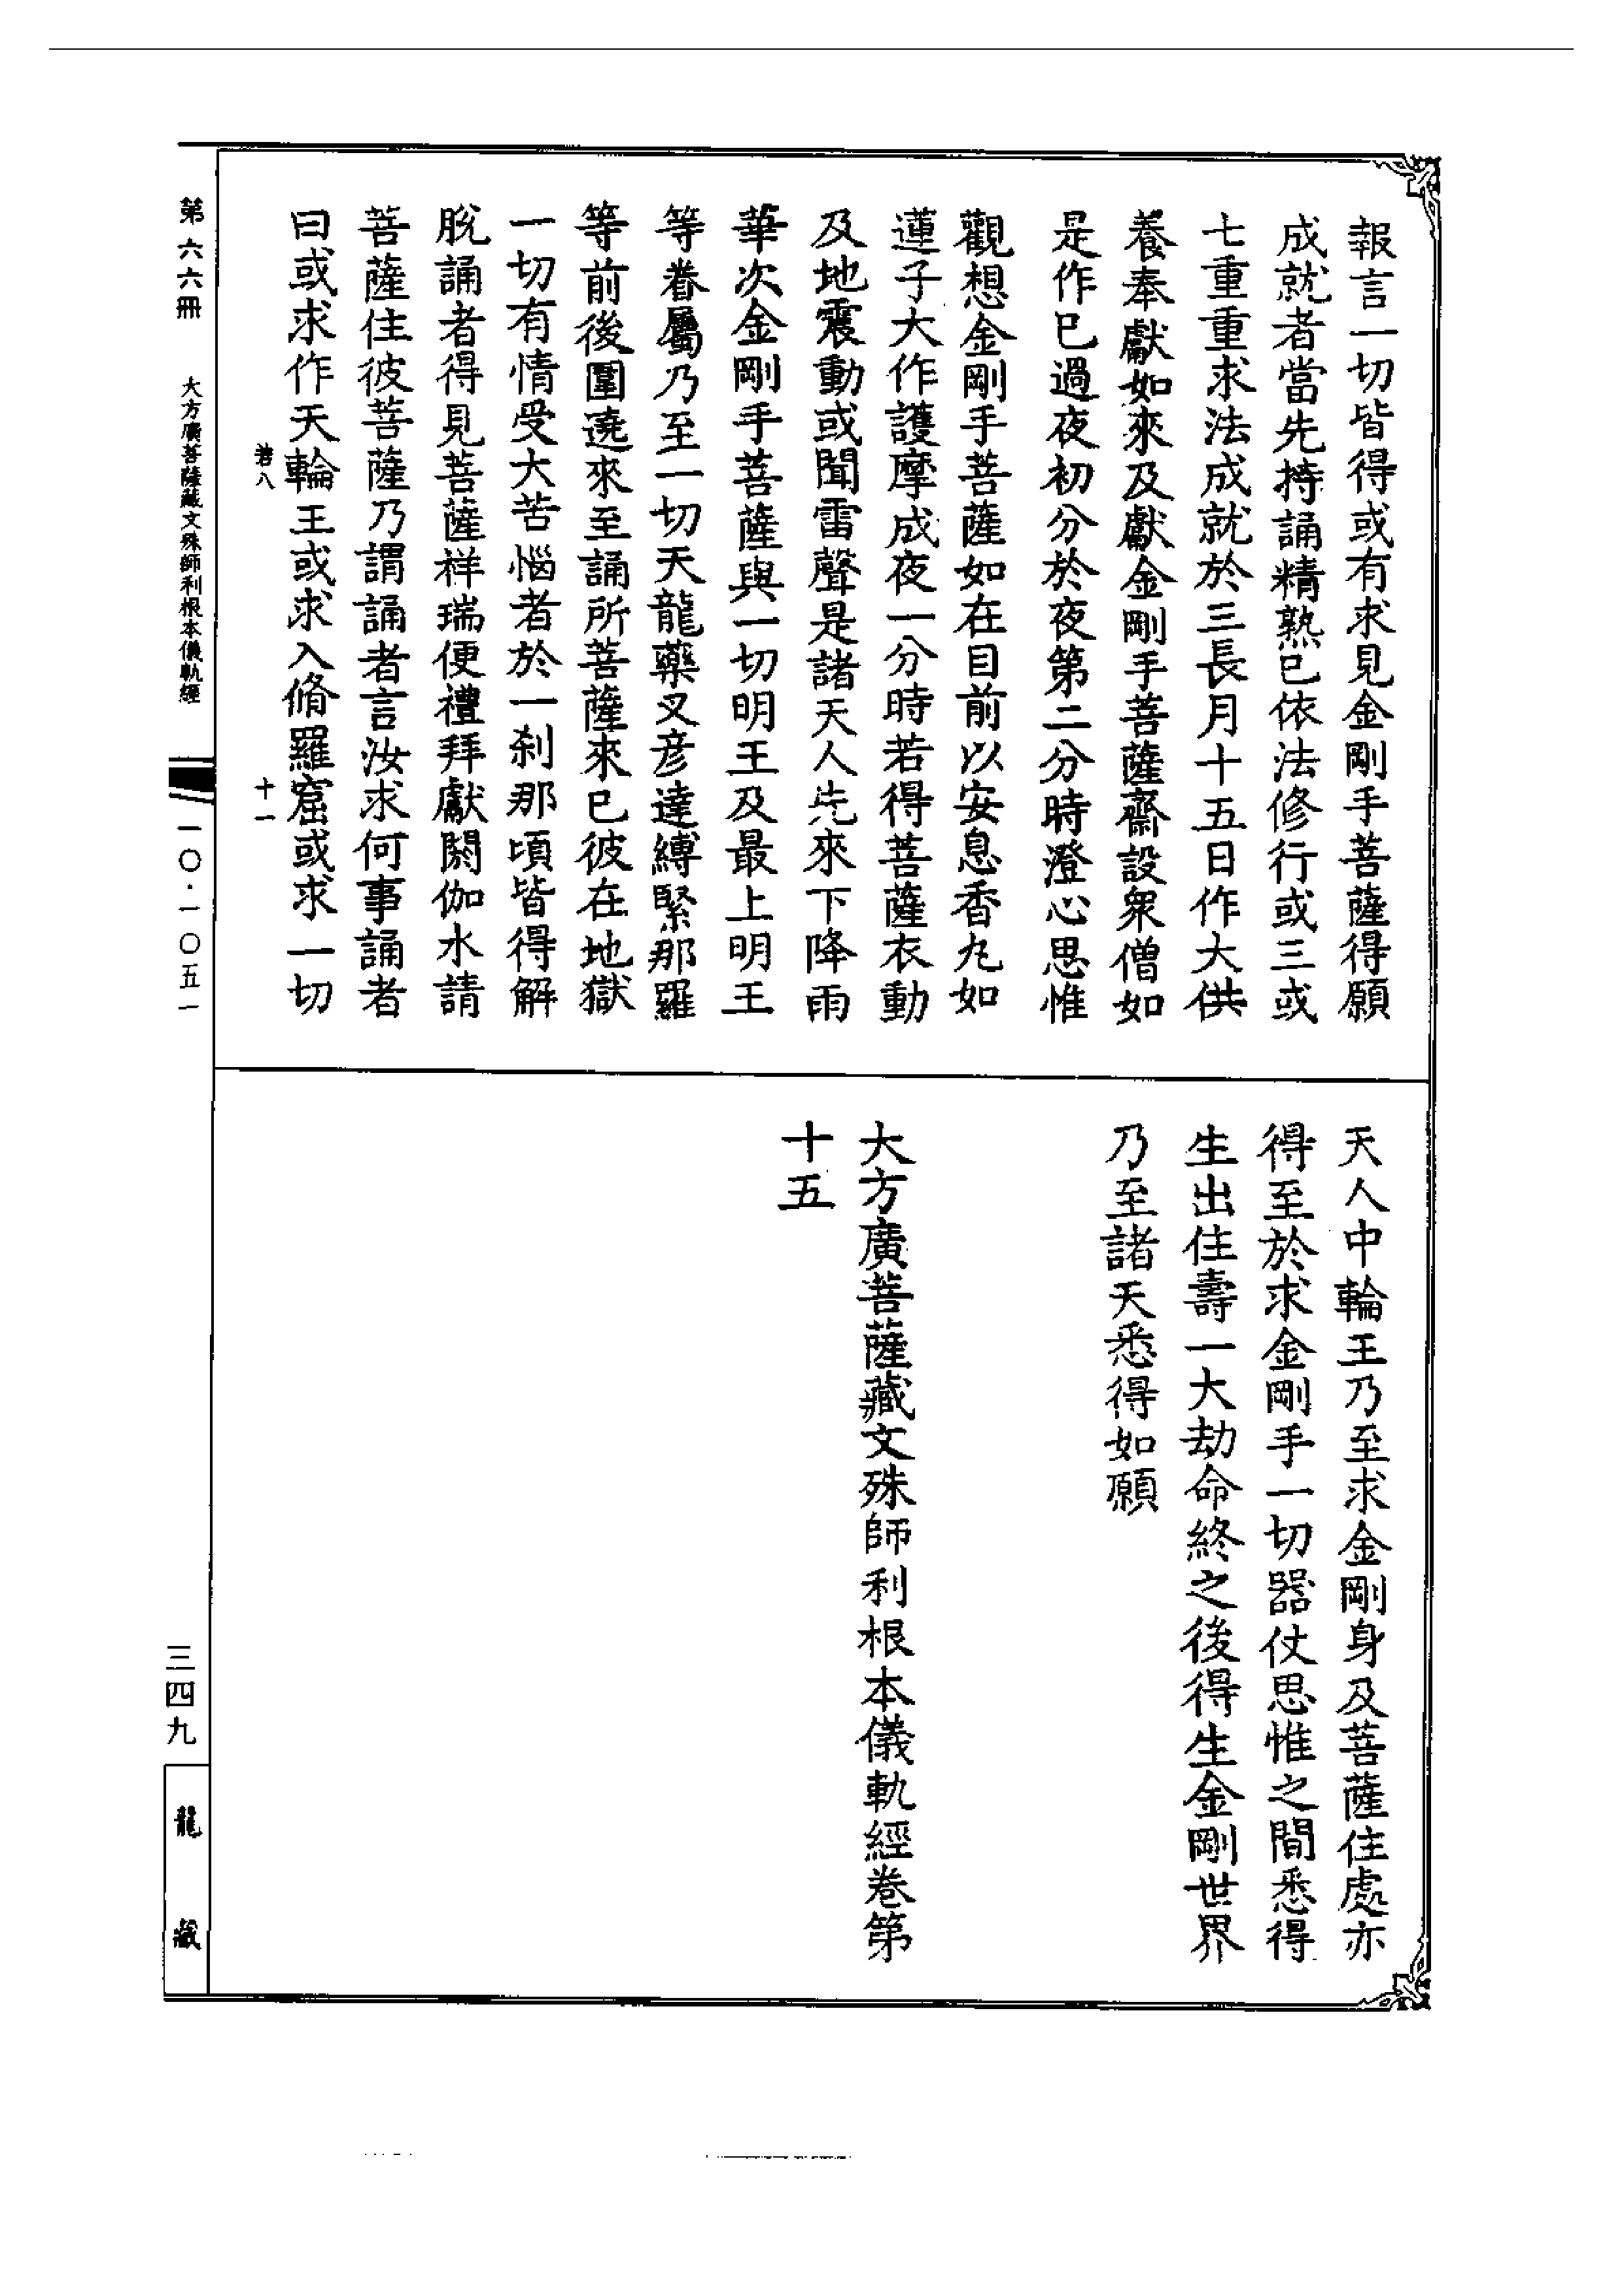 報言一切皆得或有求見金剛手菩薩得願
成就者當先持誦精熟已依法修行或三或
七重重求法成就於三長月十五日作大供
養奉獻如來及獻金剛手菩薩齋設衆僧如
是作已過夜初分於夜第二分時澄心思惟
觀想金剛手菩薩如在目前以安息香丸如
蓮子大作護摩成夜一分時若得菩薩衣動
及地震動或聞雷聲是諸天人先來下降雨
華次金剛手菩薩與一切明王及最上明王
等眷屬乃至一切天龍藥叉彥達縛緊那羅
等前後圍遶來至誦所菩薩來已彼在地獄
一切有情受大苦惱者於一刹那頃皆得解
脫誦者得見菩薩祥瑞便禮拜獻閼伽水請
菩薩住彼菩薩乃謂誦者言汝求何事誦者
曰或求作天輪王或求入脩羅窟或求一切
天人中輪王乃至求金剛身及菩薩住處亦
得至於求金剛手一切器仗思惟之間悉得
生出住壽一大劫命終之後得生金剛世界
乃至諸天悉得如願
大方廣菩薩藏文殊師利根本儀軌經卷第
十五
八
十一
第六六冊
大方廣菩薩藏文殊師利根本儀軌經
一〇·一〇五一
三四九
龍藏